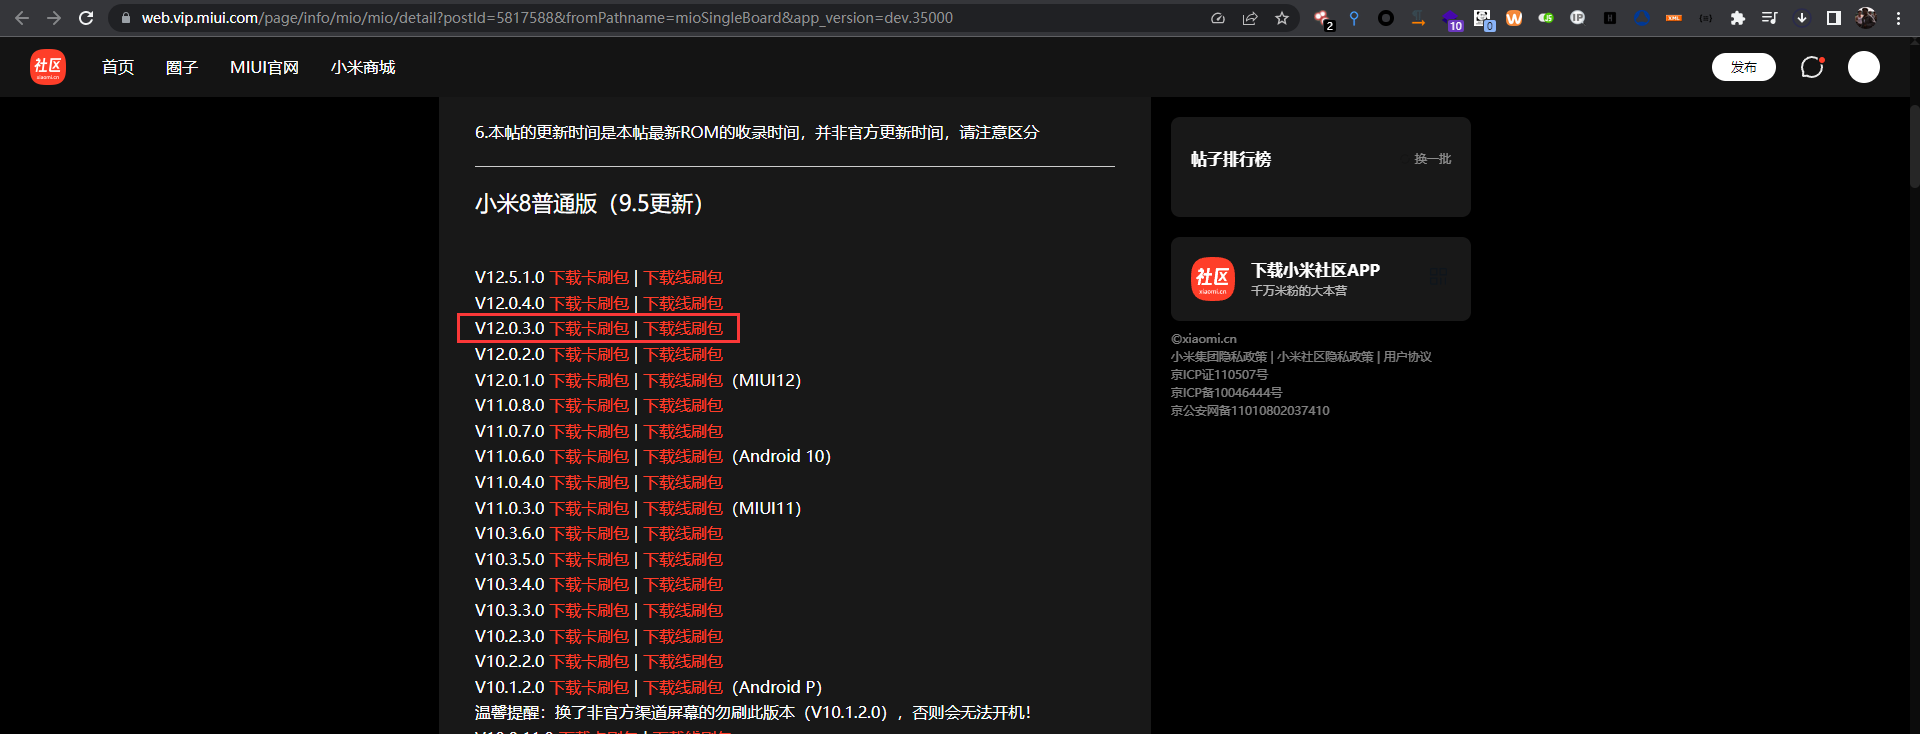 web.vip.miui.com/page/info/mio/mio/detail?postId=5817588&fromPathname=mioSingleBoard&app_version=dev.35000
2
10
0
社区
xiaomi.cn
首页 圈子 MIUI官网 小米商城
发布
6.本帖的更新时间是本帖最新ROM的收录时间，并非官方更新时间，请注意区分
小米8普通版（9.5更新）
V12.5.1.0 下载卡刷包 | 下载线刷包
V12.0.4.0 下载卡刷包 | 下载线刷包
V12.0.3.0 下载卡刷包 | 下载线刷包
V12.0.2.0 下载卡刷包 | 下载线刷包
V12.0.1.0 下载卡刷包 | 下载线刷包（MIUI12）
V11.0.8.0 下载卡刷包 | 下载线刷包
V11.0.7.0 下载卡刷包 | 下载线刷包
V11.0.6.0 下载卡刷包 | 下载线刷包（Android 10）
V11.0.4.0 下载卡刷包 | 下载线刷包
V11.0.3.0 下载卡刷包 | 下载线刷包（MIUI11）
V10.3.6.0 下载卡刷包 | 下载线刷包
V10.3.5.0 下载卡刷包 | 下载线刷包
V10.3.4.0 下载卡刷包 | 下载线刷包
V10.3.3.0 下载卡刷包 | 下载线刷包
V10.2.3.0 下载卡刷包 | 下载线刷包
V10.2.2.0 下载卡刷包 | 下载线刷包
V10.1.2.0 下载卡刷包 | 下载线刷包（Android P）
温馨提醒：换了非官方渠道屏幕的勿刷此版本（V10.1.2.0），否则会无法开机！
帖子排行榜
换一批
社区
xiaomi.cn
下载小米社区APP
千万米粉的大本营
©xiaomi.cn
小米集团隐私政策 | 小米社区隐私政策 | 用户协议
京ICP证110507号
京ICP备10046444号
京公安网备11010802037410